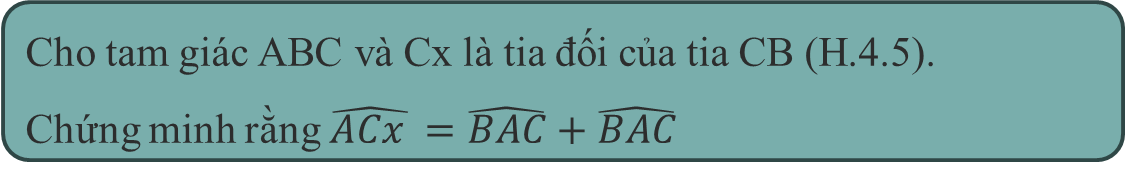 Cho tam giác ABC và Cx là tia đối của tia CB (H.4.5).
Chứng minh rằng $\widehat{ACx} = \widehat{BAC} + \widehat{BAC}$